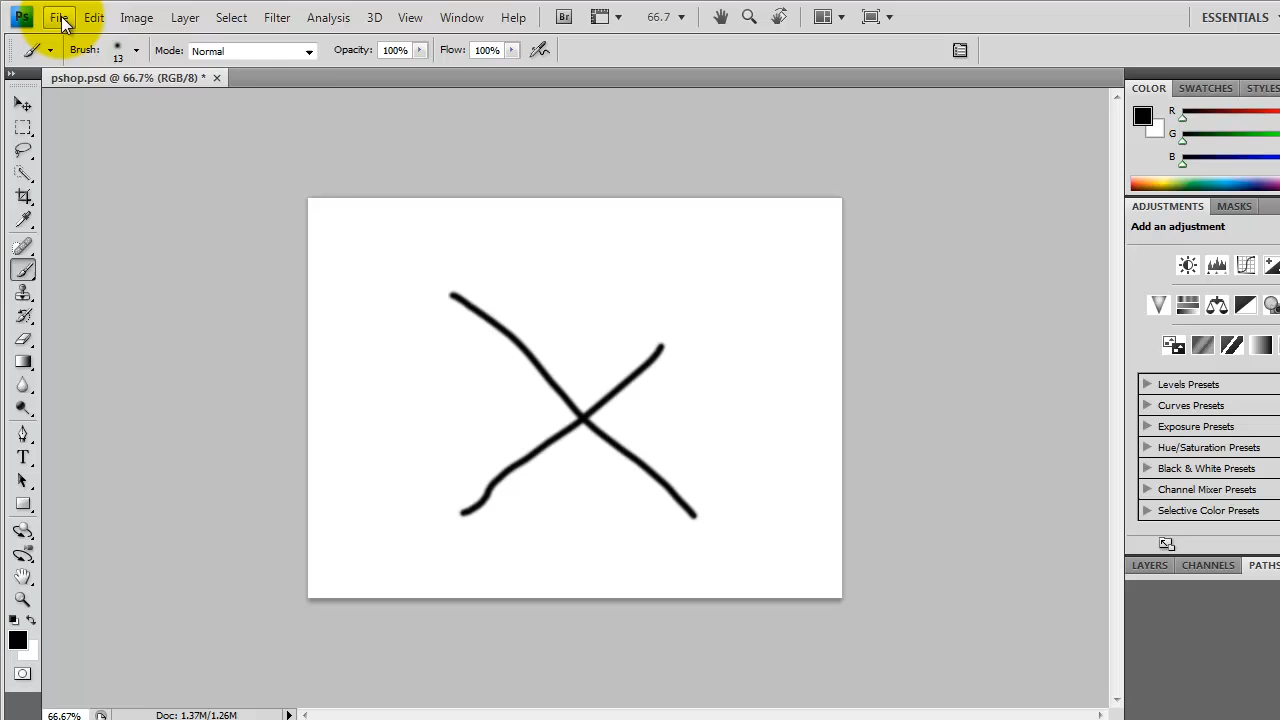 Ps File Edit Image Layer Select Filter Analysis 3D View Window Help Br 66.7 ESSENTIALS
Brush: 13 Mode: Normal Opacity: 100% Flow: 100%
pshop.psd @ 66.7% (RGB/8) *
COLOR SWATCHES STYLES
R
G
B
ADJUSTMENTS MASKS
Add an adjustment
Levels Presets
Curves Presets
Exposure Presets
Hue/Saturation Presets
Black & White Presets
Channel Mixer Presets
Selective Color Presets
LAYERS CHANNELS PATHS
T
66.67% Doc: 1.37M/1.26M